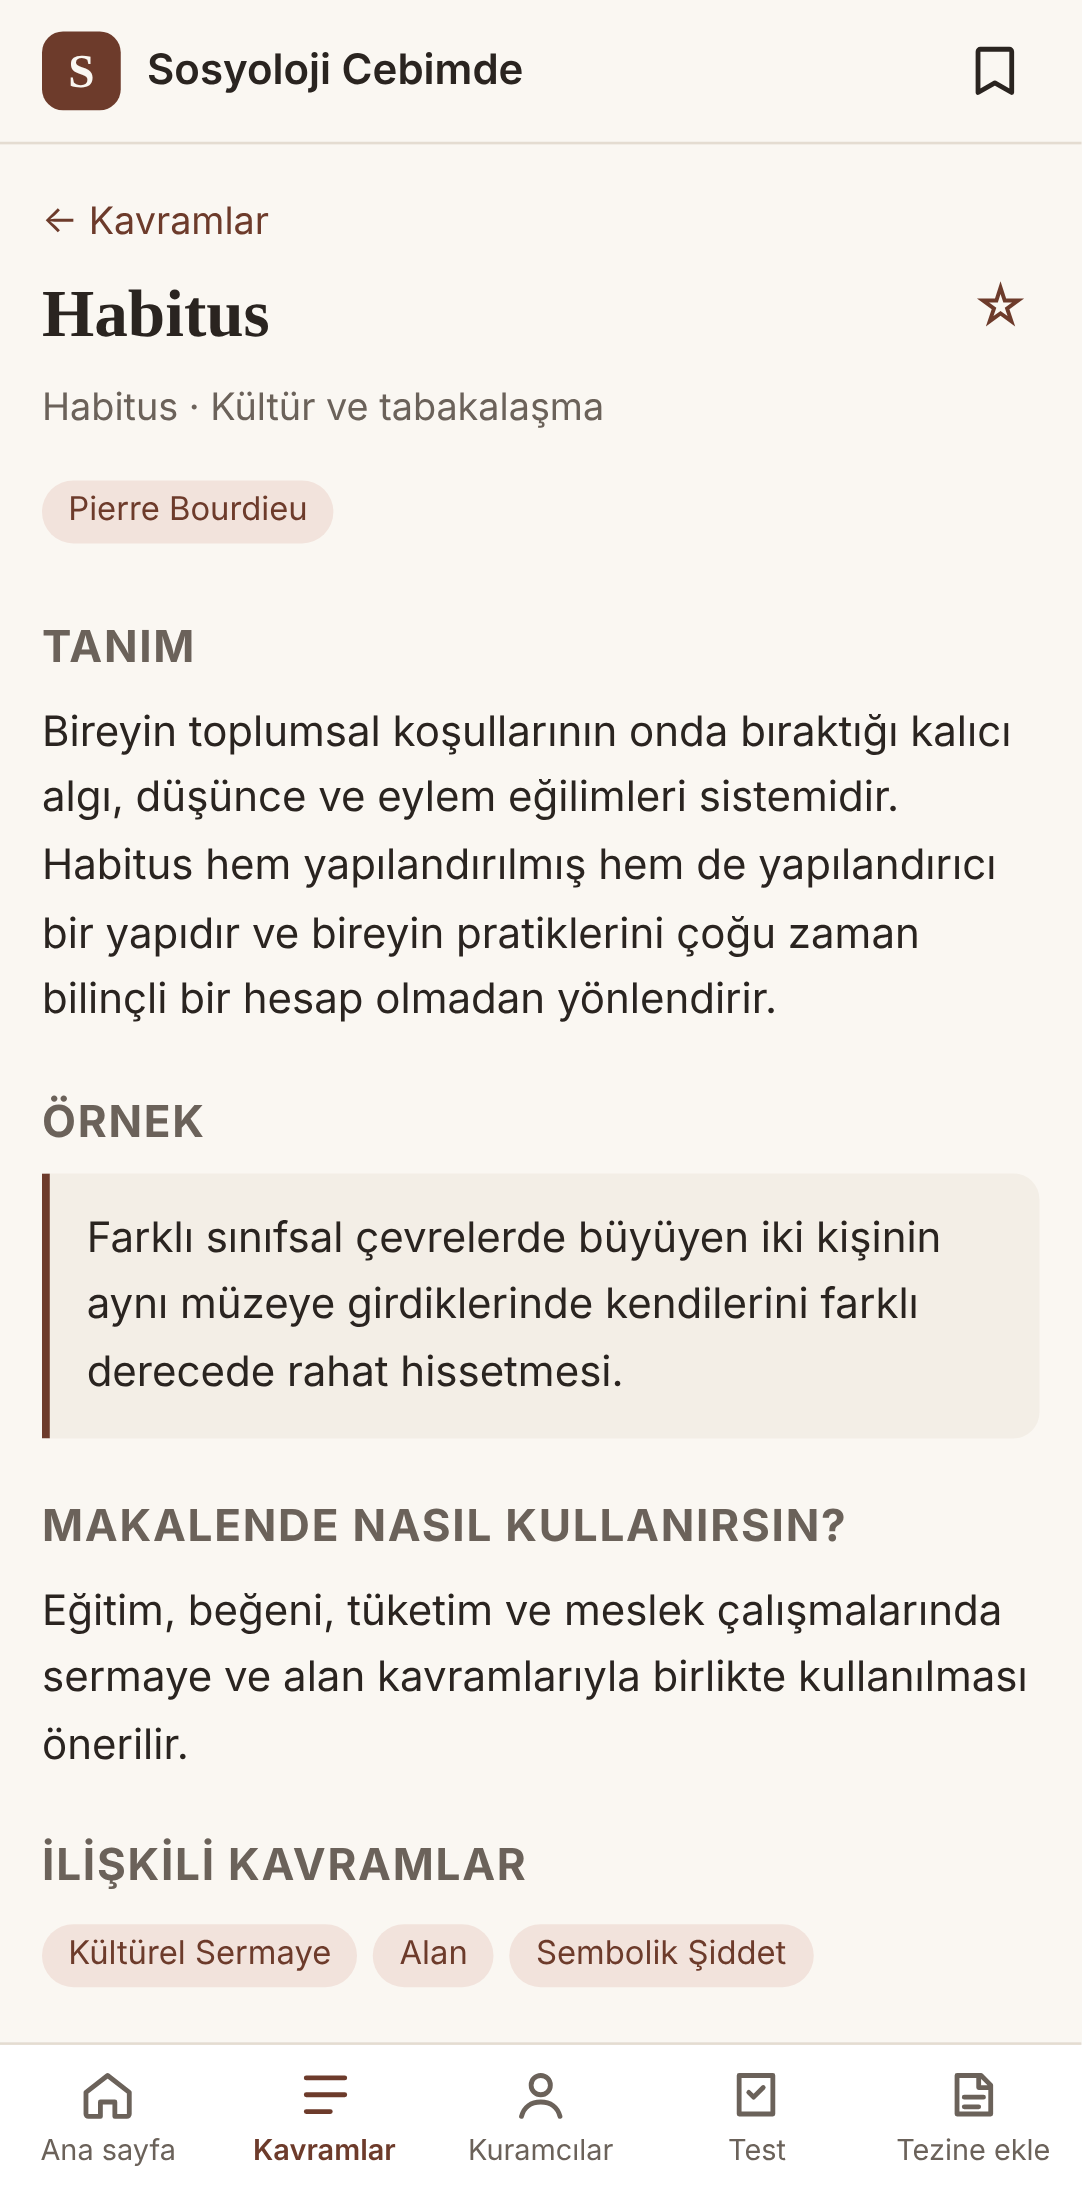 S Sosyoloji Cebimde
← Kavramlar
Habitus
Habitus · Kültür ve tabakalaşma
Pierre Bourdieu
TANIM
Bireyin toplumsal koşullarının onda bıraktığı kalıcı
algı, düşünce ve eylem eğilimleri sistemidir.
Habitus hem yapılandırılmış hem de yapılandırıcı
bir yapıdır ve bireyin pratiklerini çoğu zaman
bilinçli bir hesap olmadan yönlendirir.
ÖRNEK
Farklı sınıfsal çevrelerde büyüyen iki kişinin
aynı müzeye girdiklerinde kendilerini farklı
derecede rahat hissetmesi.
MAKALENDE NASIL KULLANIRSIN?
Eğitim, beğeni, tüketim ve meslek çalışmalarında
sermaye ve alan kavramlarıyla birlikte kullanılması
önerilir.
İLİŞKİLİ KAVRAMLAR
Kültürel Sermaye Alan Sembolik Şiddet
Ana sayfa Kavramlar Kuramcılar Test Tezine ekle